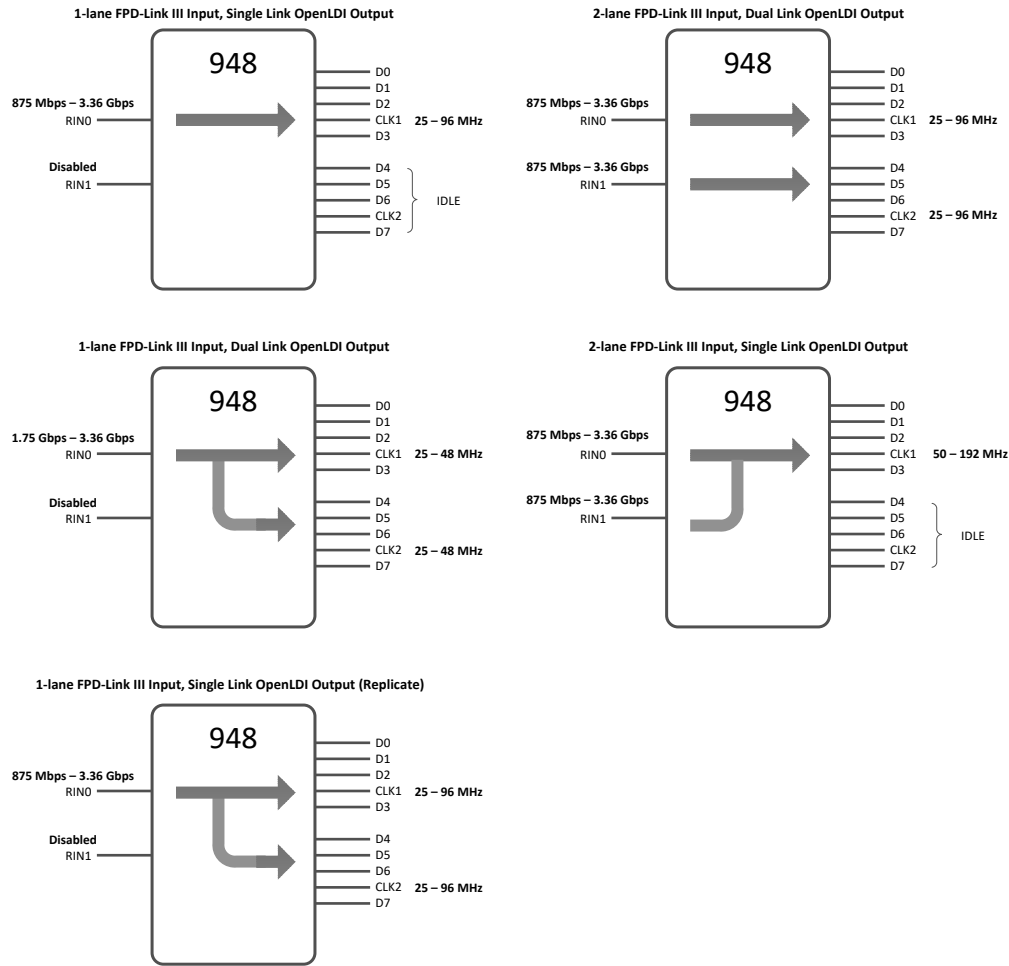 1-lane FPD-Link III Input, Single Link OpenLDI Output
948
875 Mbps – 3.36 Gbps
RIN0
Disabled
RIN1
D0
D1
D2
CLK1 25 – 96 MHz
D3
D4
D5
D6
CLK2
D7
IDLE
2-lane FPD-Link III Input, Dual Link OpenLDI Output
948
875 Mbps – 3.36 Gbps
RIN0
875 Mbps – 3.36 Gbps
RIN1
D0
D1
D2
CLK1 25 – 96 MHz
D3
D4
D5
D6
CLK2 25 – 96 MHz
D7
1-lane FPD-Link III Input, Dual Link OpenLDI Output
948
1.75 Gbps – 3.36 Gbps
RIN0
Disabled
RIN1
D0
D1
D2
CLK1 25 – 48 MHz
D3
D4
D5
D6
CLK2 25 – 48 MHz
D7
2-lane FPD-Link III Input, Single Link OpenLDI Output
948
875 Mbps – 3.36 Gbps
RIN0
875 Mbps – 3.36 Gbps
RIN1
D0
D1
D2
CLK1 50 – 192 MHz
D3
D4
D5
D6
CLK2
D7
IDLE
1-lane FPD-Link III Input, Single Link OpenLDI Output (Replicate)
948
875 Mbps – 3.36 Gbps
RIN0
Disabled
RIN1
D0
D1
D2
CLK1 25 – 96 MHz
D3
D4
D5
D6
CLK2 25 – 96 MHz
D7